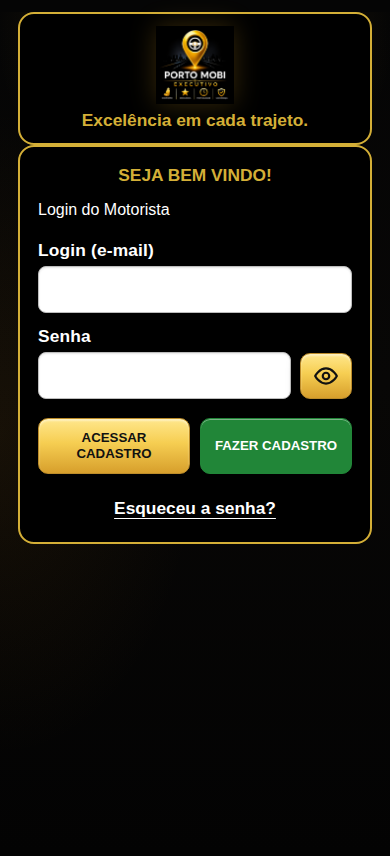 PORTO MOBI
EXECUTIVO
Excelência em cada trajeto.
SEJA BEM VINDO!
Login do Motorista
Login (e-mail)
Senha
ACESSAR
CADASTRO
FAZER CADASTRO
Esqueceu a senha?